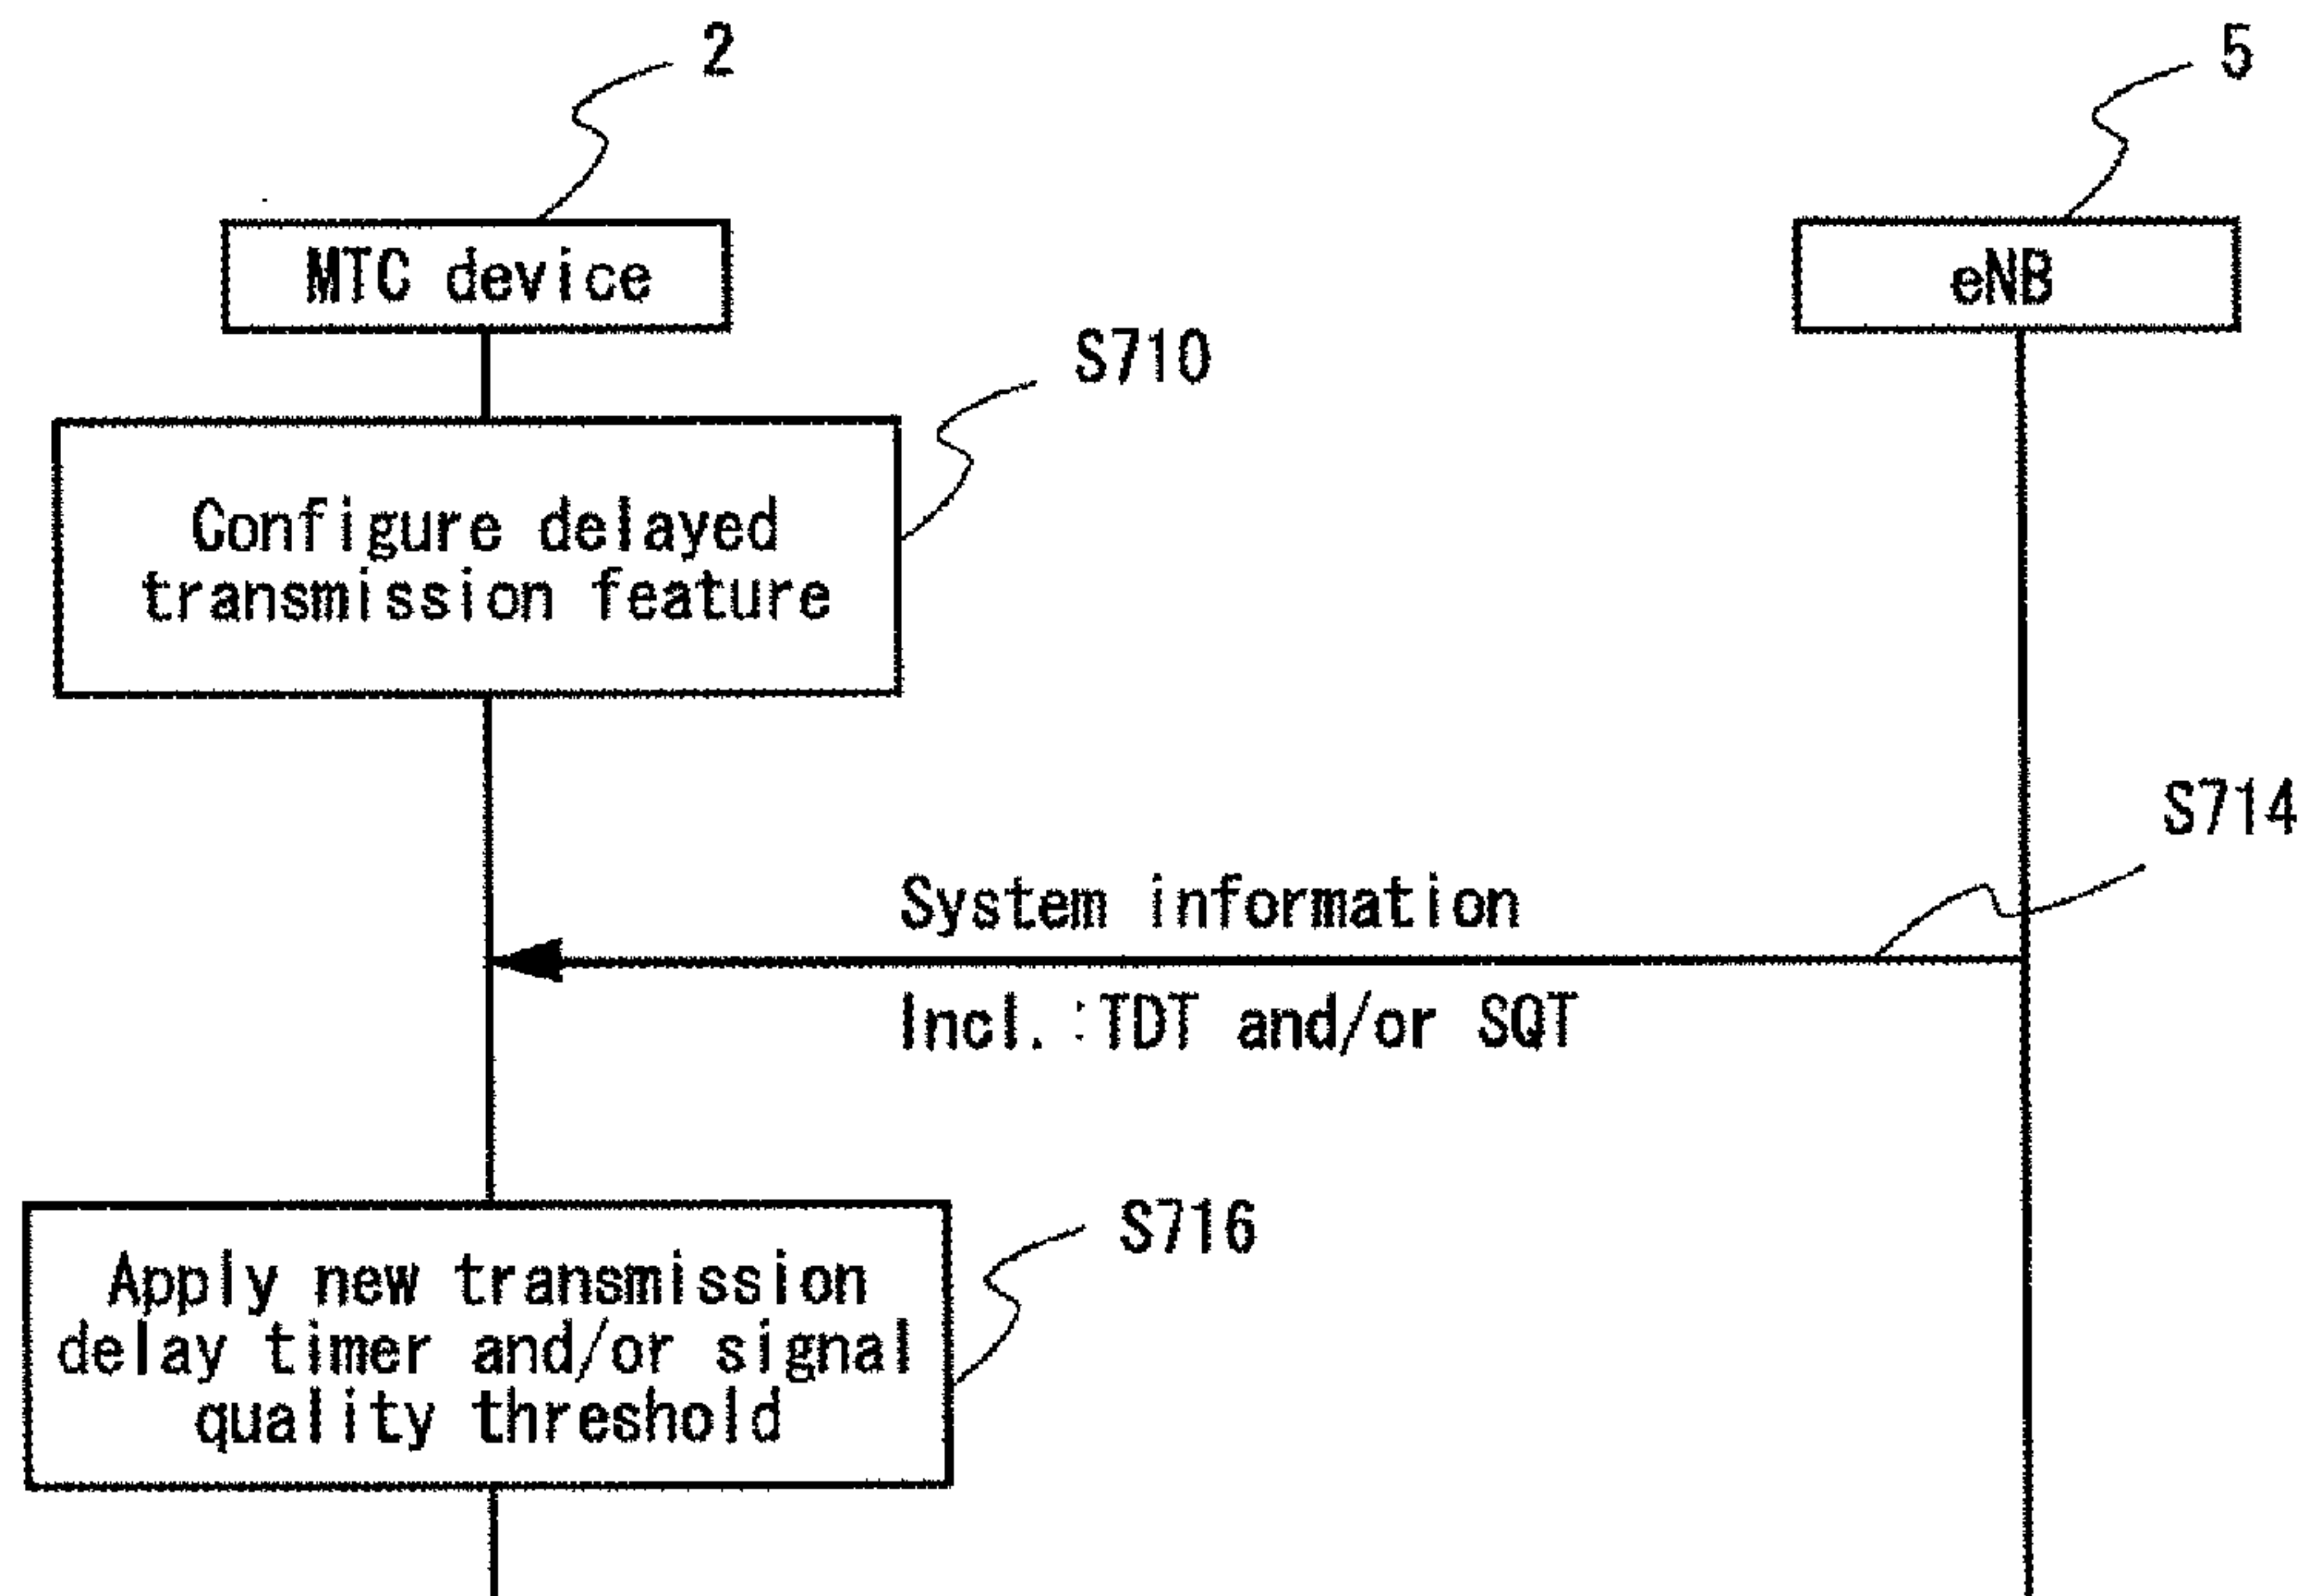 2
5
MTC device
eNB
S710
Configure delayed
transmission feature
S714
System information
Incl.:TDT and/or SQT
S716
Apply new transmission
delay timer and/or signal
quality threshold